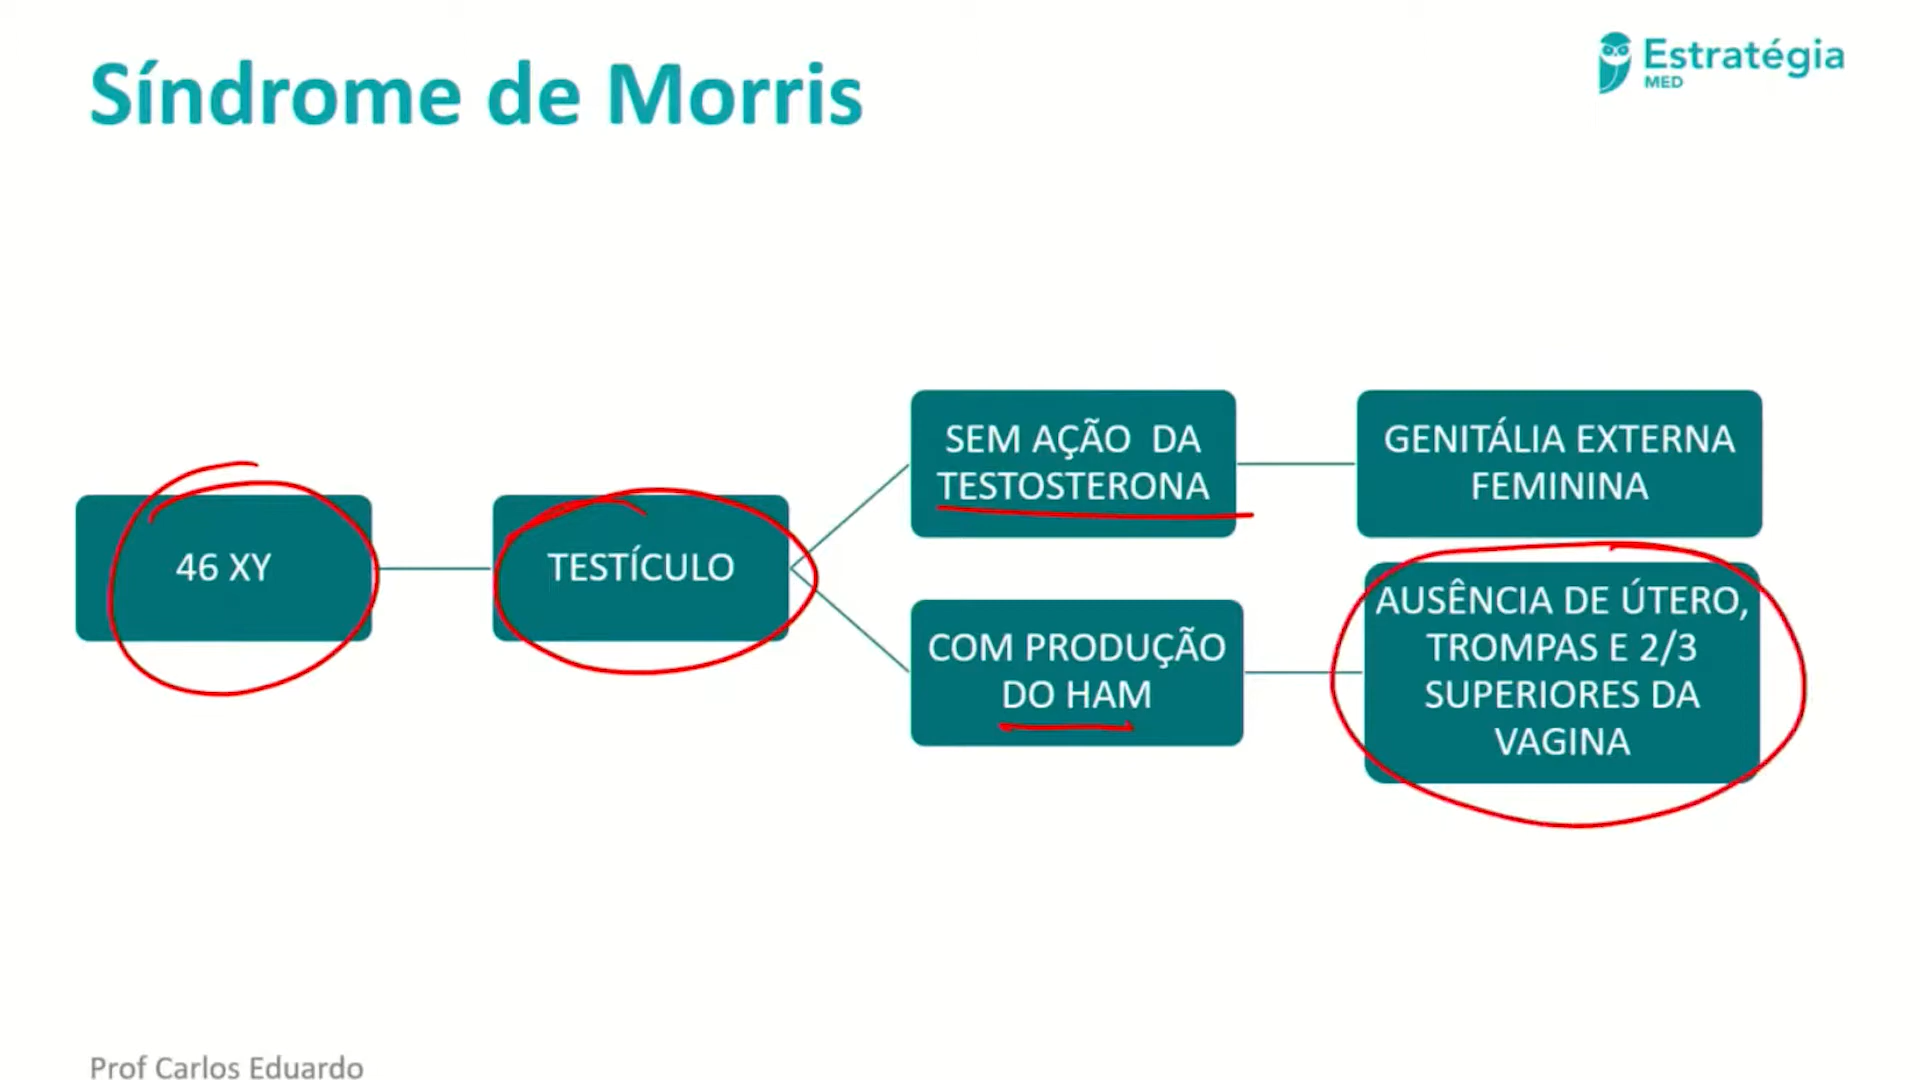 Síndrome de Morris
Estratégia
MED
46 XY
TESTÍCULO
SEM AÇÃO DA
TESTOSTERONA
GENITÁLIA EXTERNA
FEMININA
COM PRODUÇÃO
DO HAM
AUSÊNCIA DE ÚTERO,
TROMPAS E 2/3
SUPERIORES DA
VAGINA
Prof Carlos Eduardo